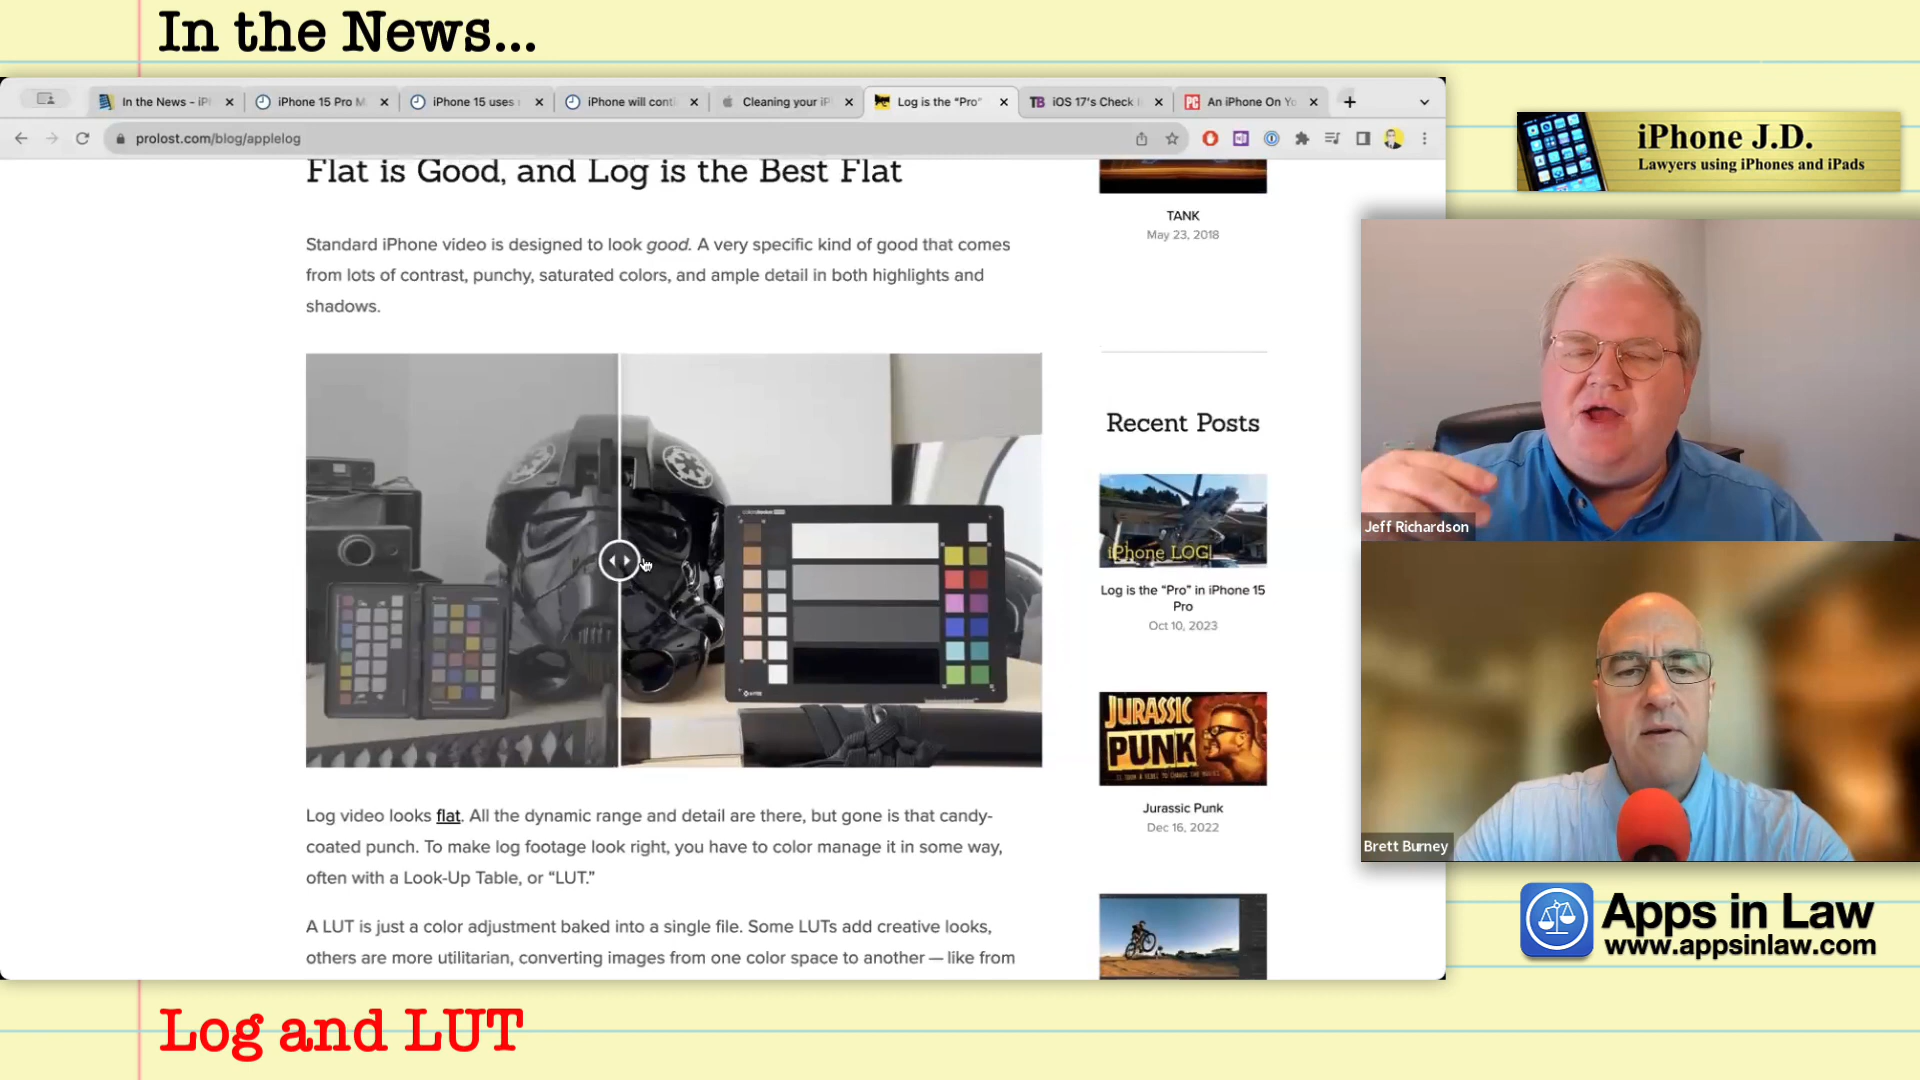 In the News...
In the News - iP
iPhone 15 Pro M
iPhone 15 uses
iPhone will conti
Cleaning your iP
Log is the "Pro"
iOS 17's Check
An iPhone On Yo
prolost.com/blog/applelog
Flat is Good, and Log is the Best Flat
Standard iPhone video is designed to look good. A very specific kind of good that comes
from lots of contrast, punchy, saturated colors, and ample detail in both highlights and
shadows.
Log video looks flat. All the dynamic range and detail are there, but gone is that candy-
coated punch. To make log footage look right, you have to color manage it in some way,
often with a Look-Up Table, or “LUT.”
A LUT is just a color adjustment baked into a single file. Some LUTs add creative looks,
others are more utilitarian, converting images from one color space to another — like from
TANK
May 23, 2018
Recent Posts
iPhone LOG!
Log is the “Pro” in iPhone 15
Pro
Oct 10, 2023
JURASSIC
PUNK
Jurassic Punk
Dec 16, 2022
iPhone J.D.
Lawyers using iPhones and iPads
Jeff Richardson
Brett Burney
Apps in Law
www.appsinlaw.com
Log and LUT